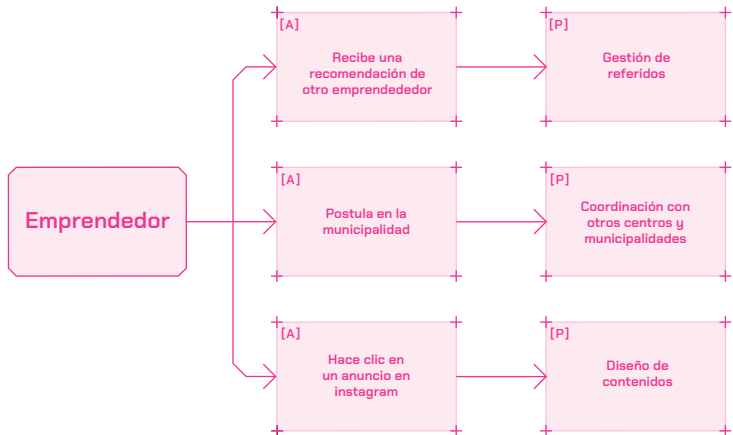 Emprendedor
[A]
Recibe una
recomendación de
otro emprendededor
[P]
Gestión de
referidos
[A]
Postula en la
municipalidad
[P]
Coordinación con
otros centros y
municipalidades
[A]
Hace clic en
un anuncio en
instagram
[P]
Diseño de
contenidos